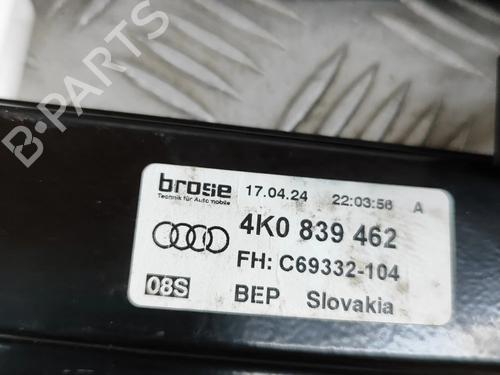 B-PARTS
brose 17.04.24 22:03:56 A
Technik für Automobile
4K0 839 462
FH: C69332-104
08S BEP Slovakia